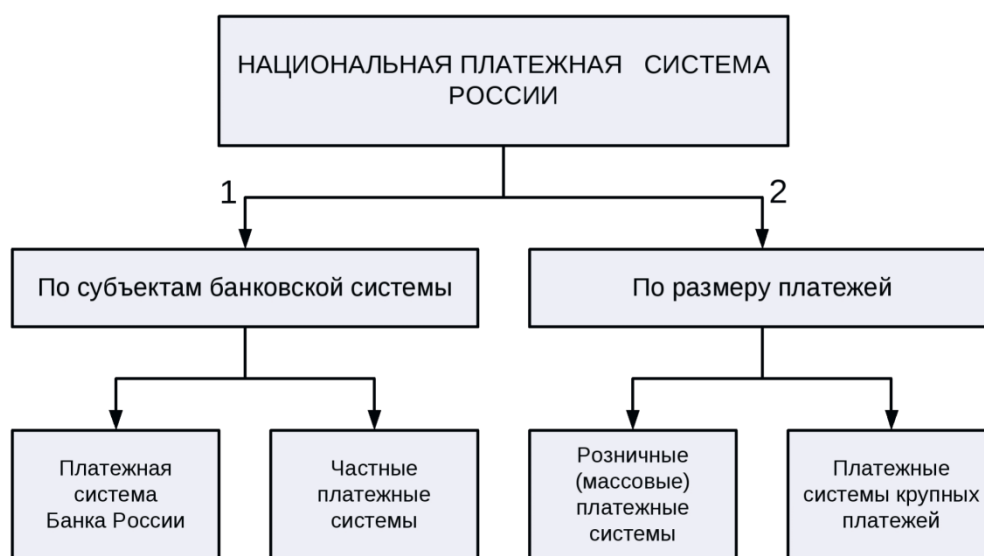 НАЦИОНАЛЬНАЯ ПЛАТЕЖНАЯ СИСТЕМА
РОССИИ
1
2
По субъектам банковской системы
По размеру платежей
Платежная
система
Банка России
Частные
платежные
системы
Розничные
(массовые)
платежные
системы
Платежные
системы крупных
платежей